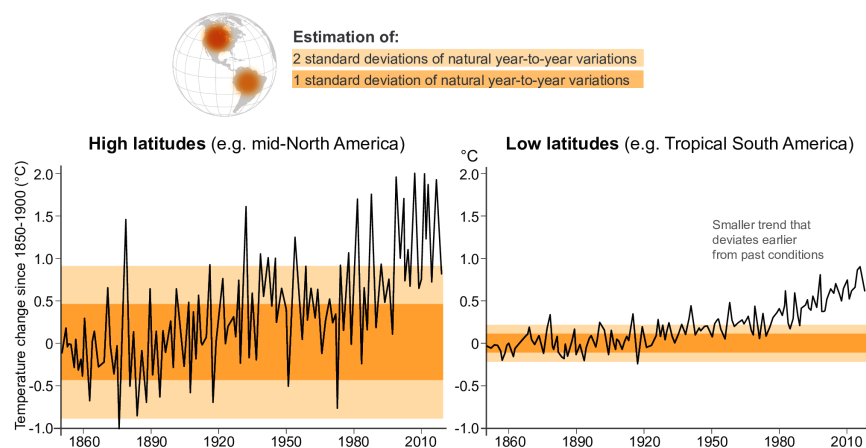 Estimation of:
2 standard deviations of natural year-to-year variations
1 standard deviation of natural year-to-year variations
High latitudes (e.g. mid-North America)
Temperature change since 1850-1900 (°C)
2.0
1.5
1.0
0.5
0
-0.5
-1.0
1860
1890
1920
1950
1980
2010
Low latitudes (e.g. Tropical South America)
°C
2.0
1.5
1.0
0.5
0
-0.5
-1.0
Smaller trend that
deviates earlier
from past conditions
1860
1890
1920
1950
1980
2010